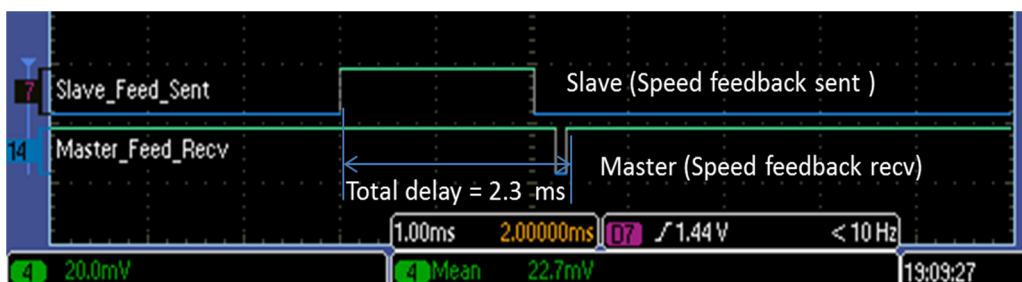 7 Slave_Feed_Sent Slave (Speed feedback sent )
14 Master_Feed_Recv Master (Speed feedback recv)
Total delay = 2.3 ms
1.00ms 2.00000ms D7 1.44 V < 10 Hz
4 20.0mV 4 Mean 22.7mV 19:09:27